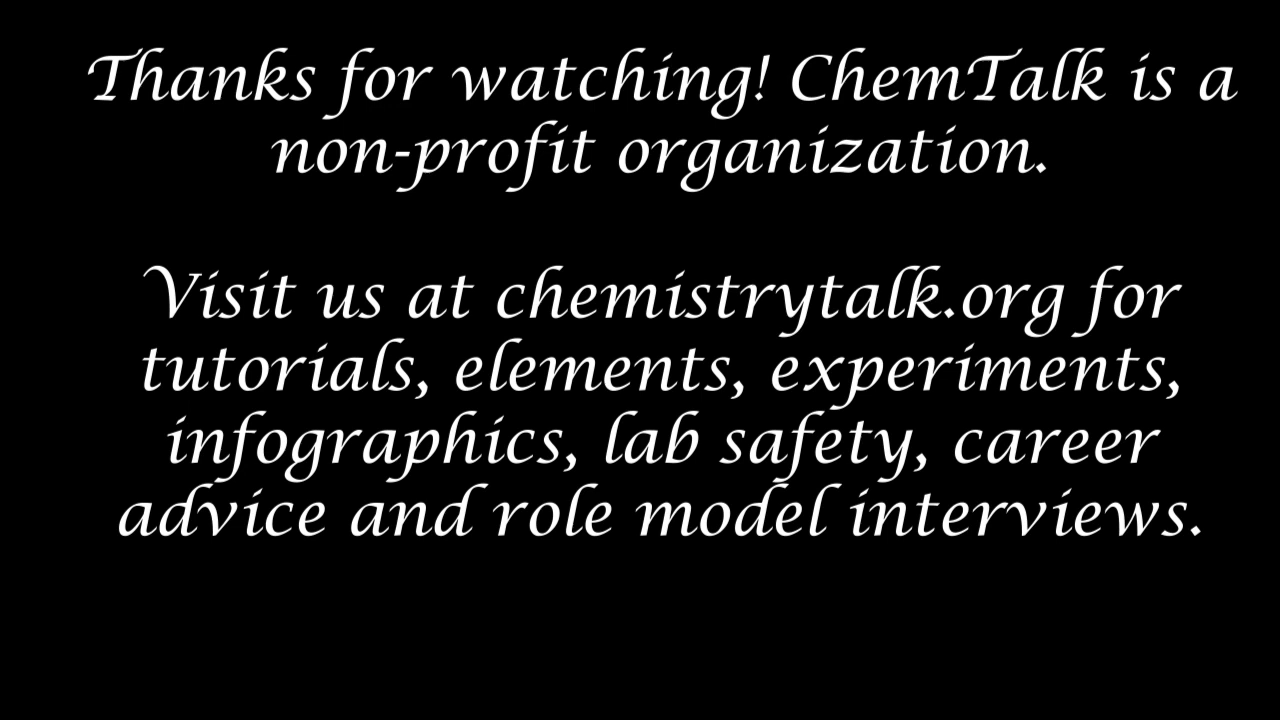 Thanks for watching! ChemTalk is a
non-profit organization.
Visit us at chemistrytalk.org for
tutorials, elements, experiments,
infographics, lab safety, career
advice and role model interviews.